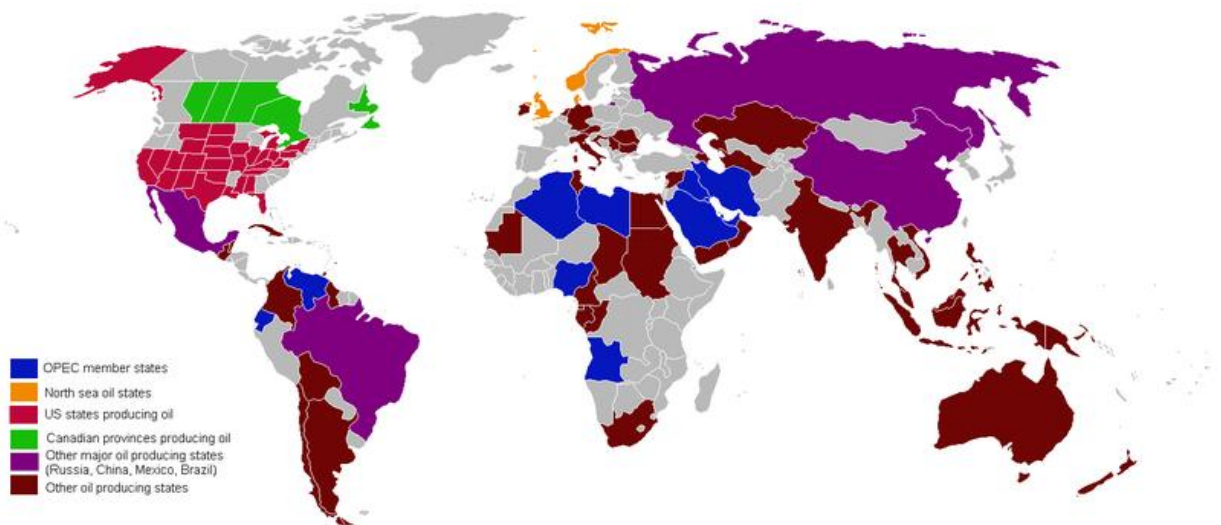 OPEC member states
North sea oil states
US states producing oil
Canadian provinces producing oil
Other major oil producing states
(Russia, China, Mexico, Brazil)
Other oil producing states